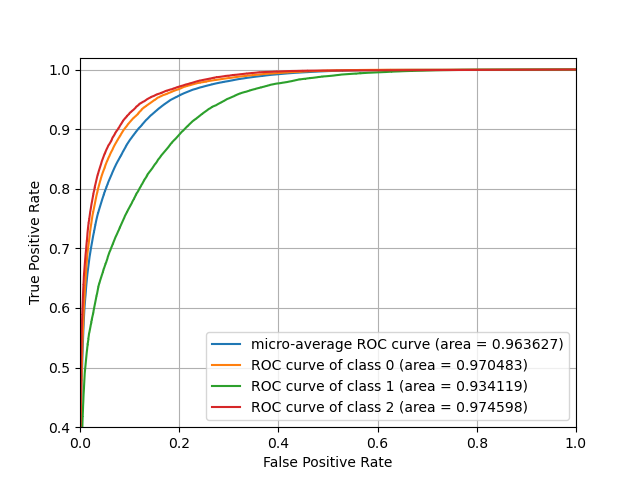 1.0
0.9
0.8
0.7
0.6
0.5
0.4
True Positive Rate
micro-average ROC curve (area = 0.963627)
ROC curve of class 0 (area = 0.970483)
ROC curve of class 1 (area = 0.934119)
ROC curve of class 2 (area = 0.974598)
0.0 0.2 0.4 0.6 0.8 1.0
False Positive Rate